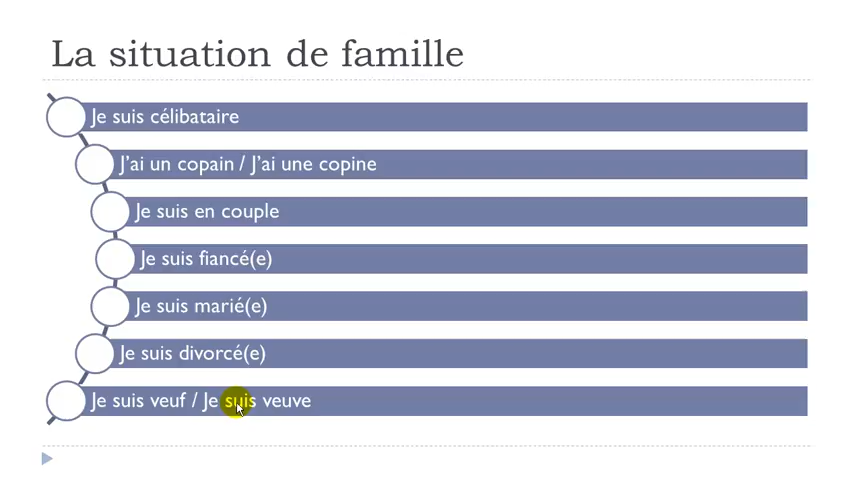 La situation de famille
Je suis célibataire
J’ai un copain / J’ai une copine
Je suis en couple
Je suis fiancé(e)
Je suis marié(e)
Je suis divorcé(e)
Je suis veuf / Je suis veuve